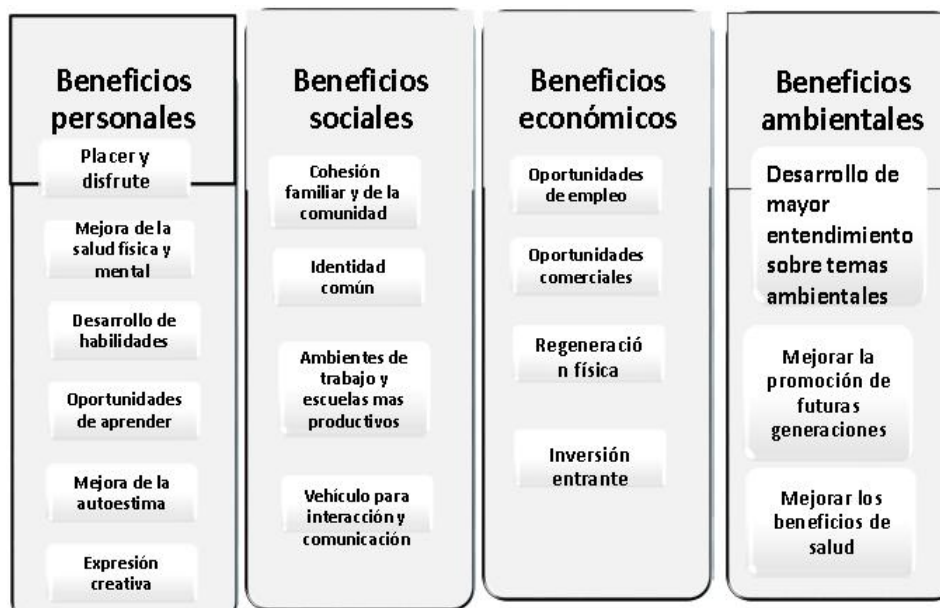 Beneficios
personales
Placer y
disfrute
Mejora de la
salud física y
mental
Desarrollo de
habilidades
Oportunidades
de aprender
Mejora de la
autoestima
Expresión
creativa
Beneficios
sociales
Cohesión
familiar y de la
comunidad
Identidad
común
Ambientes de
trabajo y
escuelas mas
productivos
Vehículo para
interacción y
comunicación
Beneficios
económicos
Oportunidades
de empleo
Oportunidades
comerciales
Regeneració
n física
Inversión
entrante
Beneficios
ambientales
Desarrollo de
mayor
entendimiento
sobre temas
ambientales
Mejorar la
promoción de
futuras
generaciones
Mejorar los
beneficios de
salud